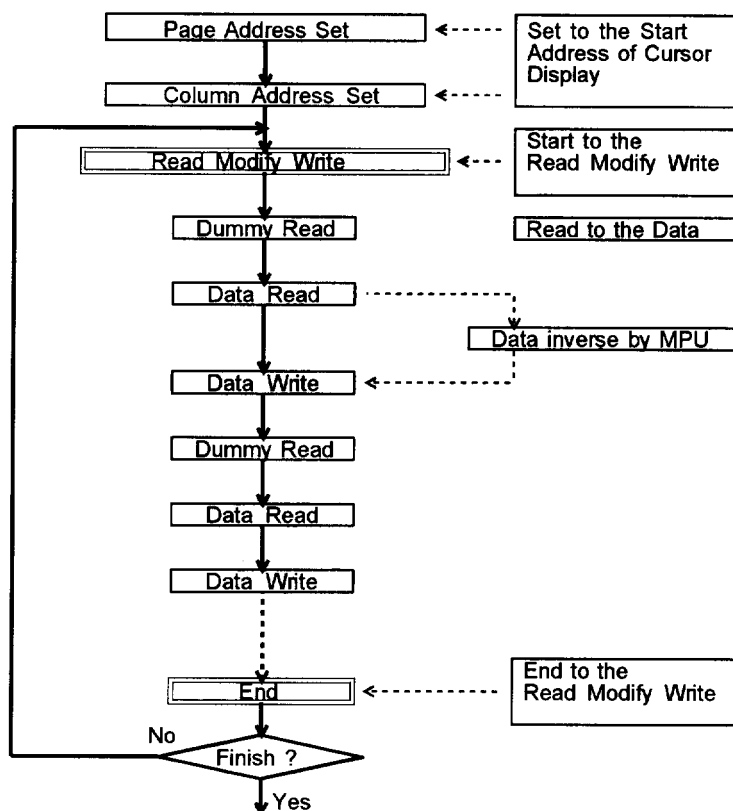 Page Address Set
Set to the Start
Address of Cursor
Display
Column Address Set
Start to the
Read Modify Write
Read Modify Write
Dummy Read
Read to the Data
Data Read
Data inverse by MPU
Data Write
Dummy Read
Data Read
Data Write
End to the
Read Modify Write
End
No
Finish ?
Yes